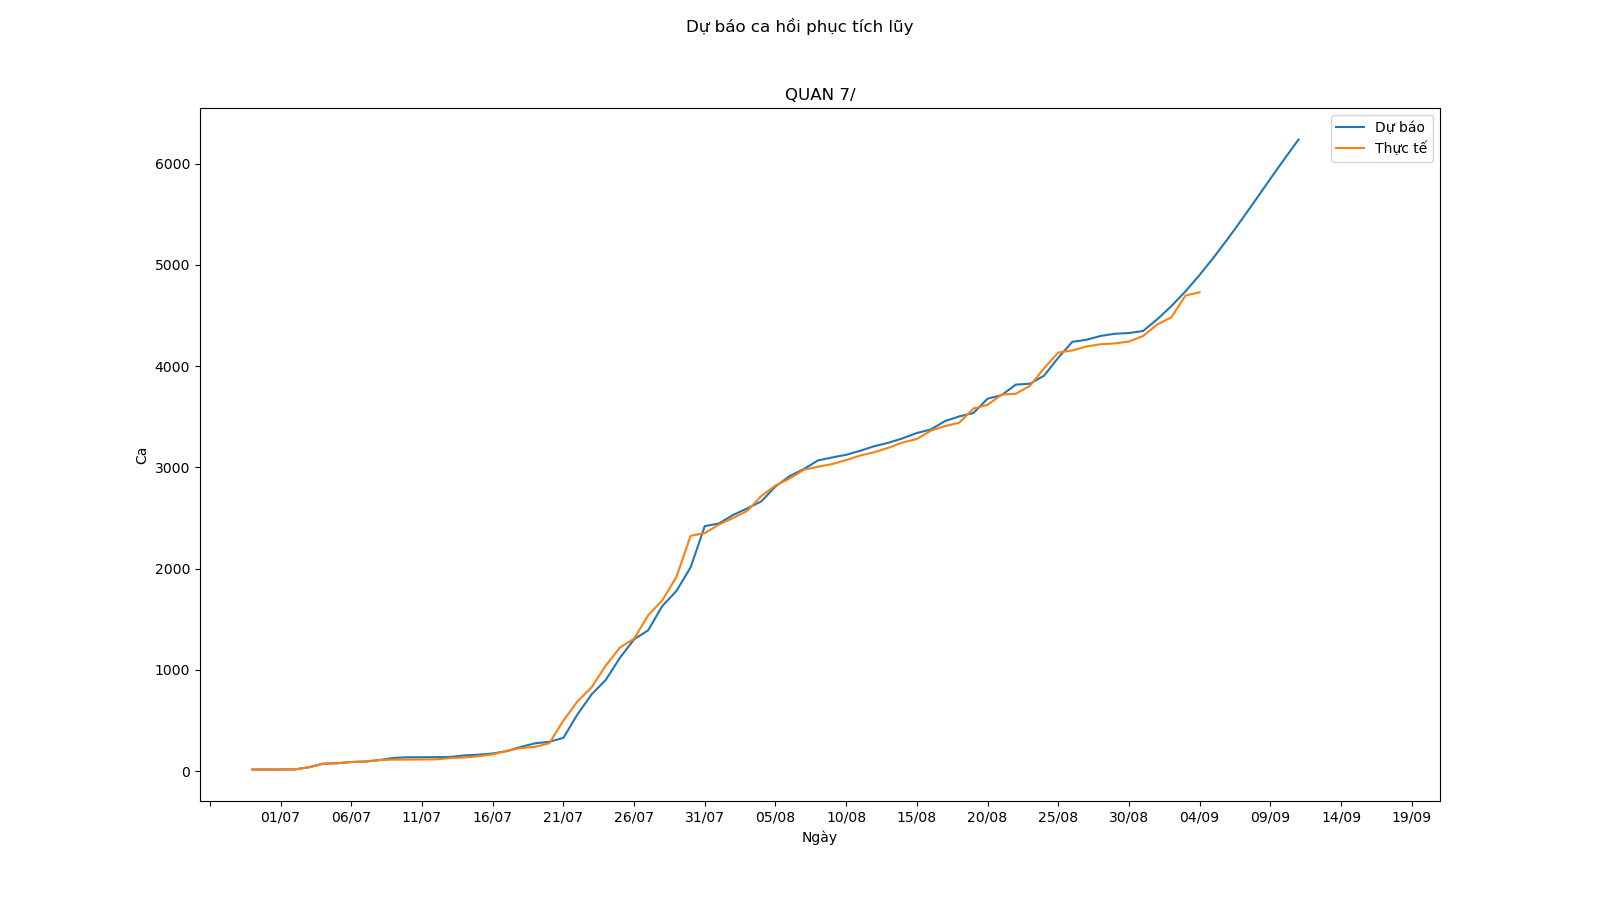 Dự báo ca hồi phục tích lũy
QUAN 7/
Dự báo
Thực tế
6000
5000
4000
3000
2000
1000
0
Ca
01/07 06/07 11/07 16/07 21/07 26/07 31/07 05/08 10/08 15/08 20/08 25/08 30/08 04/09 09/09 14/09 19/09
Ngày